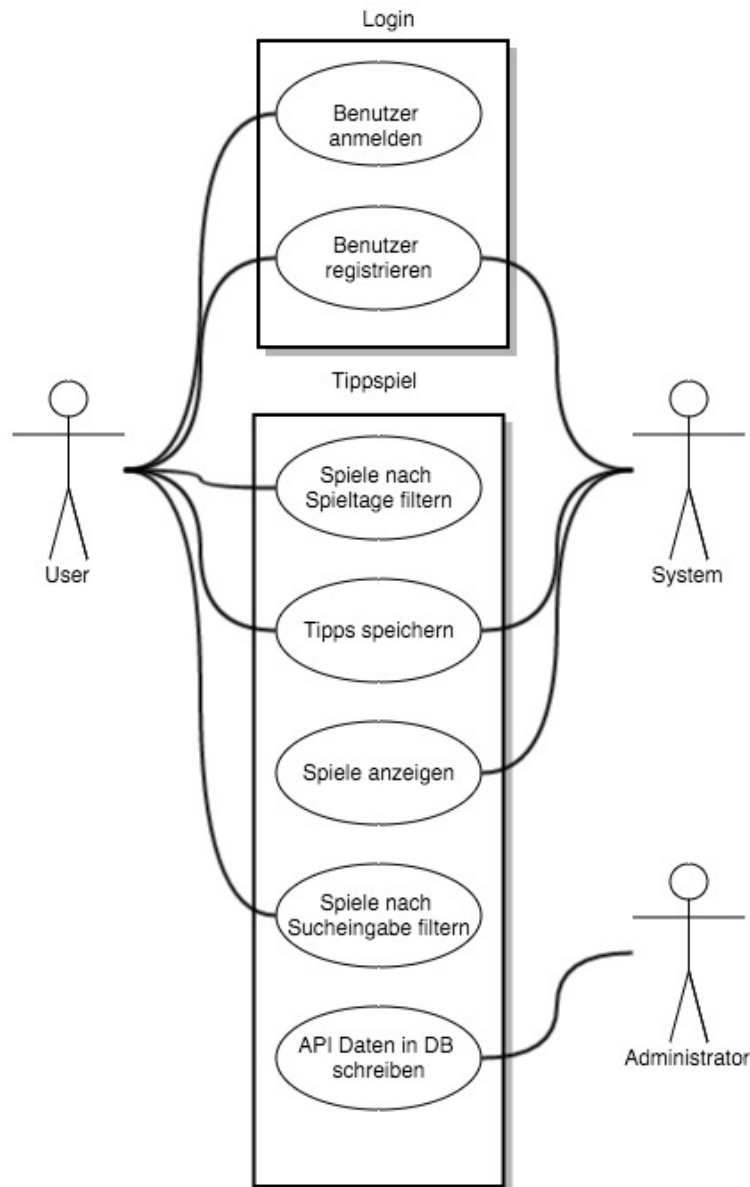 Login
Benutzer
anmelden
Benutzer
registrieren
Tippspiel
Spiele nach
Spieltage filtern
User
System
Tipps speichern
Spiele anzeigen
Spiele nach
Sucheingabe filtern
API Daten in DB
schreiben
Administrator